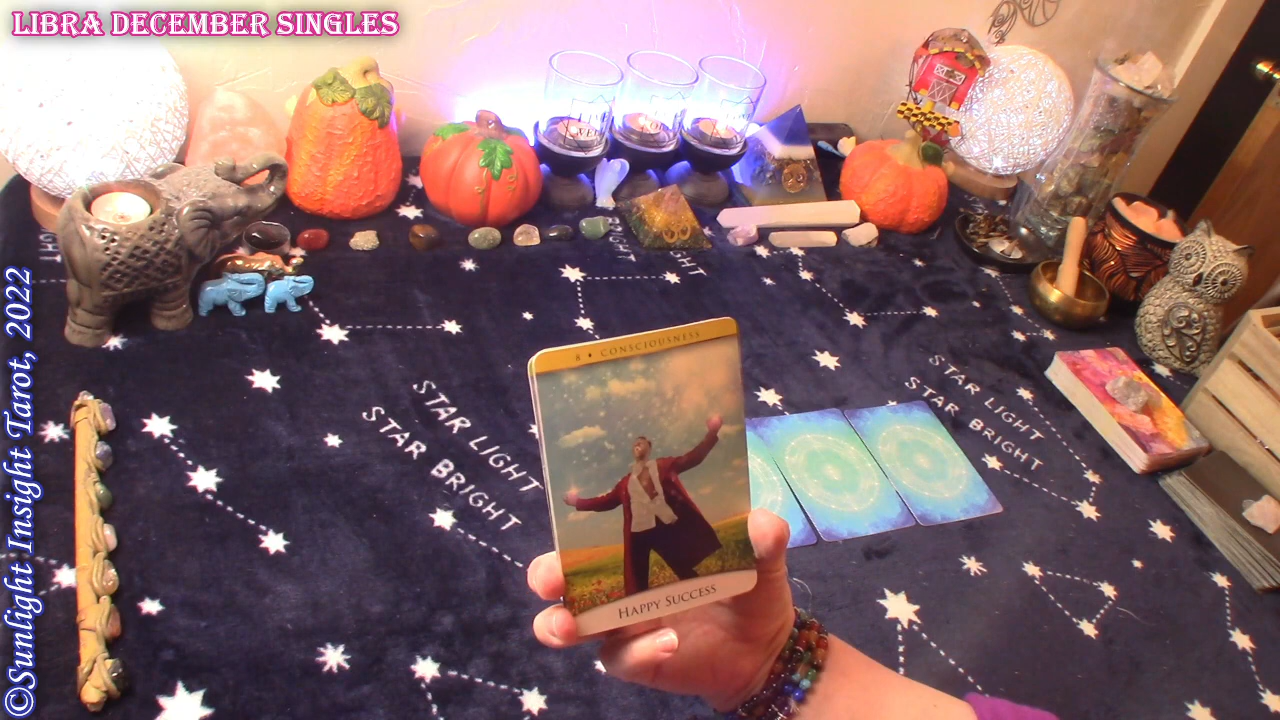 LIBRA DECEMBER SINGLES
©Sunlight Insight Tarot, 2022
8 • CONSCIOUSNESS
HAPPY SUCCESS
STAR LIGHT
STAR BRIGHT
STAR LIGHT
STAR BRIGHT
BRIGHT